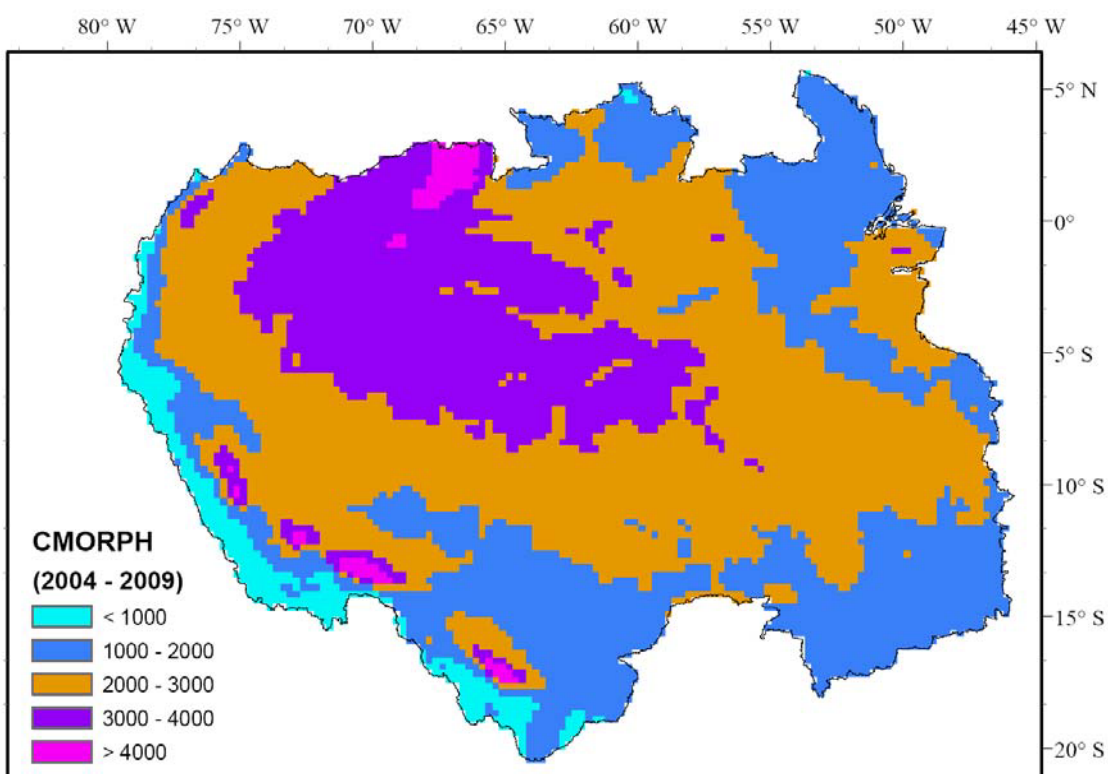 80° W 75° W 70° W 65° W 60° W 55° W 50° W 45° W
5° N
0°
5° S
10° S
15° S
20° S
CMORPH
(2004 - 2009)
< 1000
1000 - 2000
2000 - 3000
3000 - 4000
> 4000